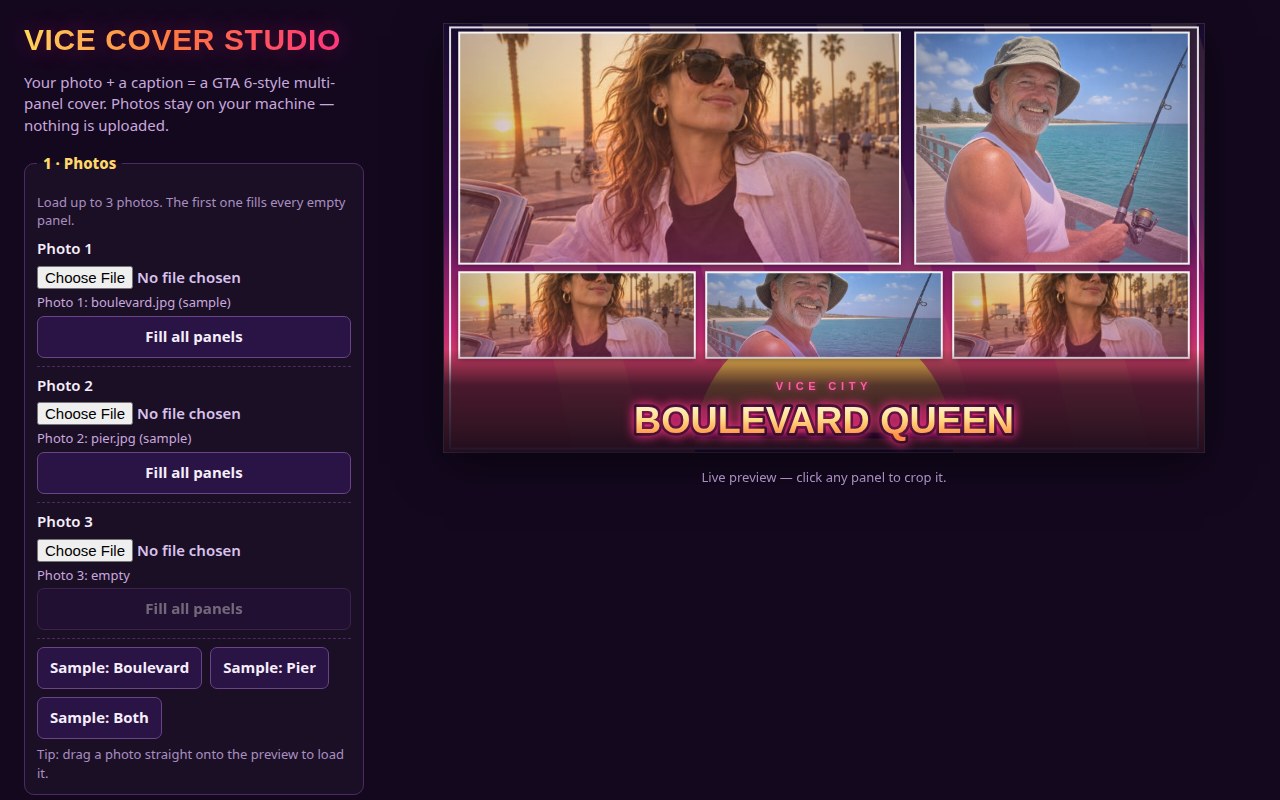 VICE COVER STUDIO
Your photo + a caption = a GTA 6-style multi-
panel cover. Photos stay on your machine —
nothing is uploaded.
1 · Photos
Load up to 3 photos. The first one fills every empty
panel.
Photo 1
Choose File No file chosen
Photo 1: boulevard.jpg (sample)
Fill all panels
Photo 2
Choose File No file chosen
Photo 2: pier.jpg (sample)
Fill all panels
Photo 3
Choose File No file chosen
Photo 3: empty
Fill all panels
Sample: Boulevard Sample: Pier
Sample: Both
Tip: drag a photo straight onto the preview to load
it.
VICE CITY
BOULEVARD QUEEN
Live preview — click any panel to crop it.